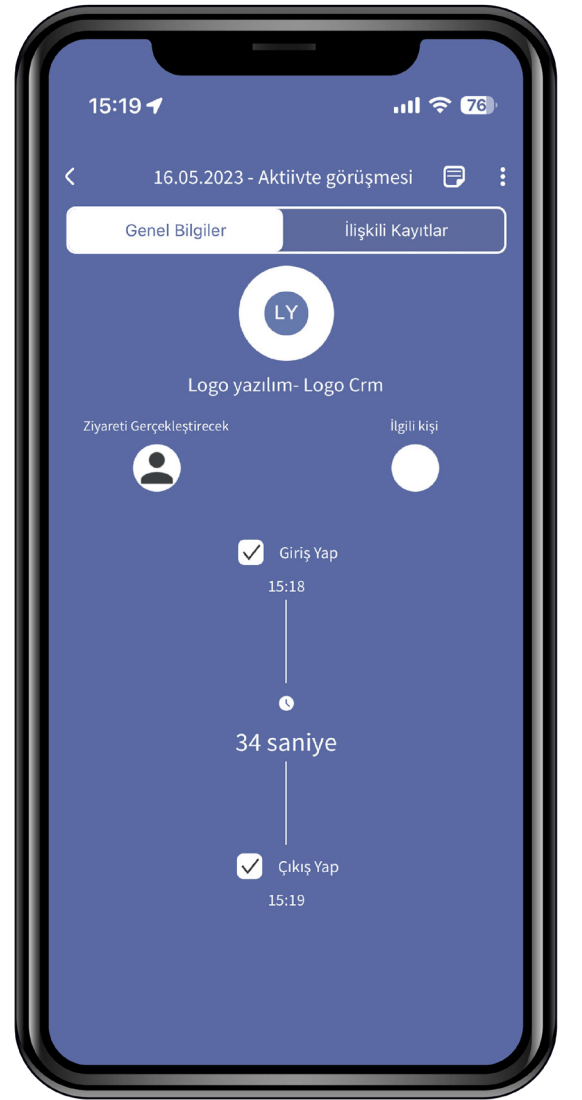 15:19 76
16.05.2023 - Aktiivte görüşmesi
Genel Bilgiler İlişkili Kayıtlar
LY
Logo yazılım- Logo Crm
Ziyareti Gerçekleştirecek İlgili kişi
Giriş Yap
15:18
34 saniye
Çıkış Yap
15:19